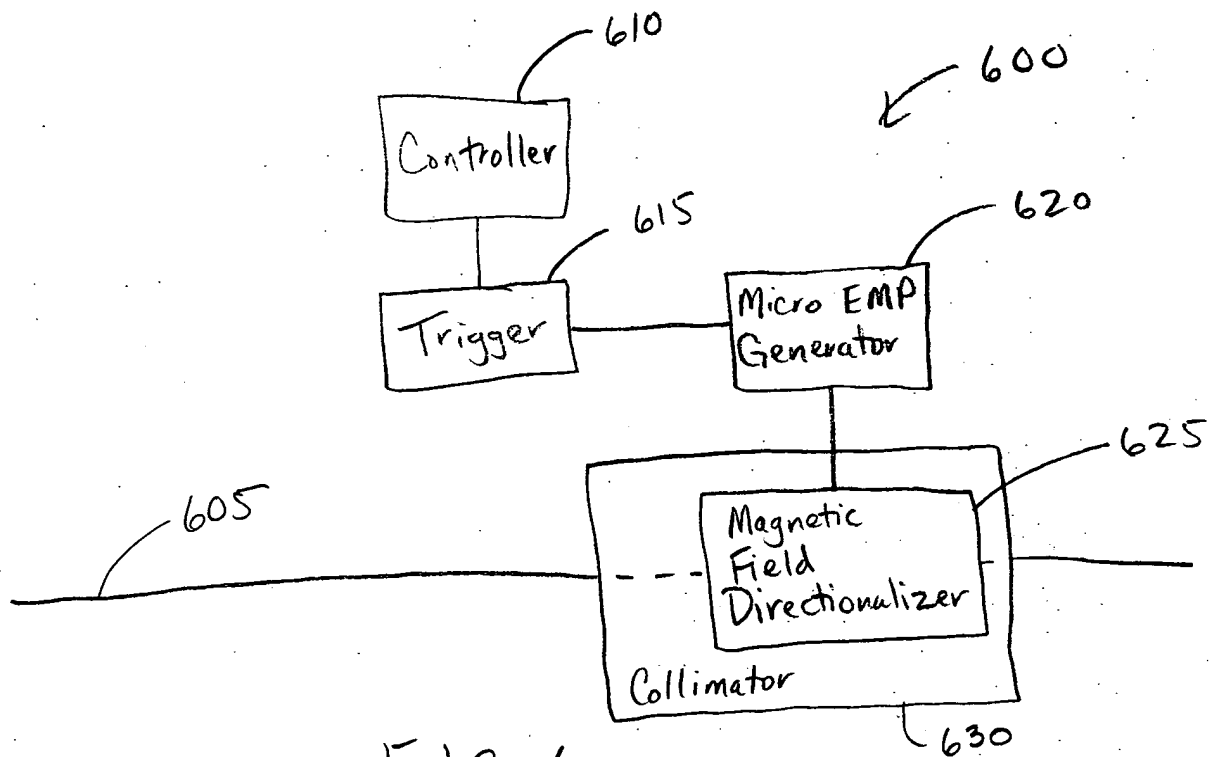 610
600
Controller
615
620
Trigger
Micro EMP
Generator
625
605
Magnetic
Field
Directionalizer
Collimator
630